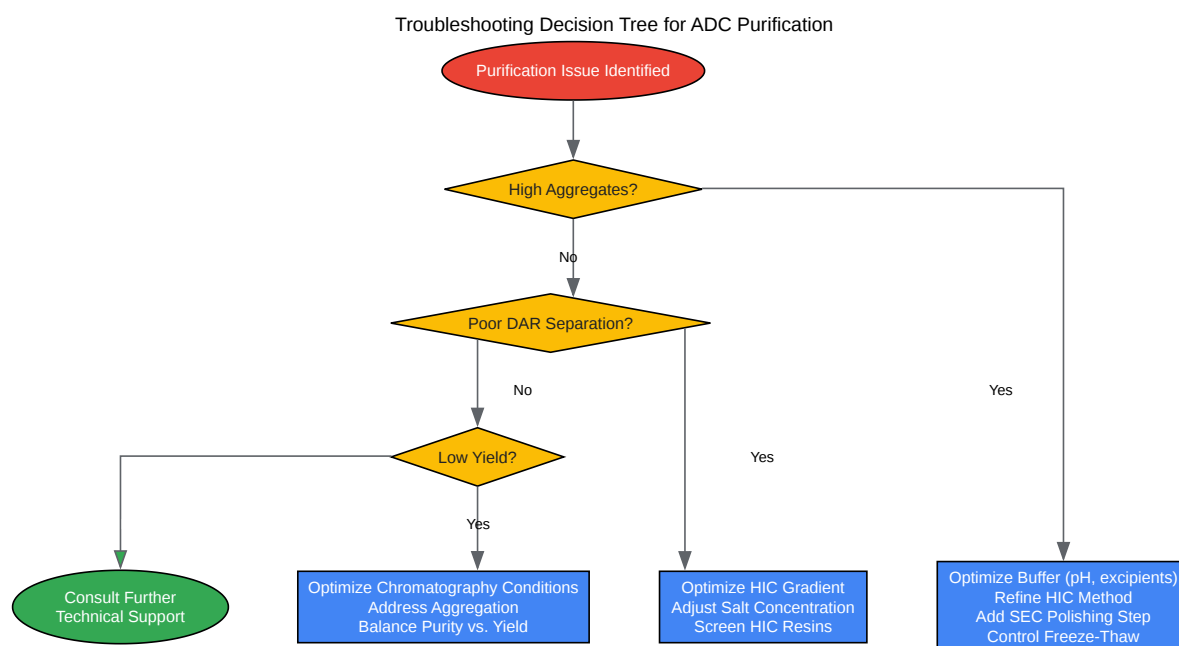 Troubleshooting Decision Tree for ADC Purification
Purification Issue Identified
High Aggregates?
No
Poor DAR Separation?
No
Yes
Low Yield?
Yes
Yes
Consult Further
Technical Support
Optimize Chromatography Conditions
Address Aggregation
Balance Purity vs. Yield
Optimize HIC Gradient
Adjust Salt Concentration
Screen HIC Resins
Optimize Buffer (pH, excipients)
Refine HIC Method
Add SEC Polishing Step
Control Freeze-Thaw